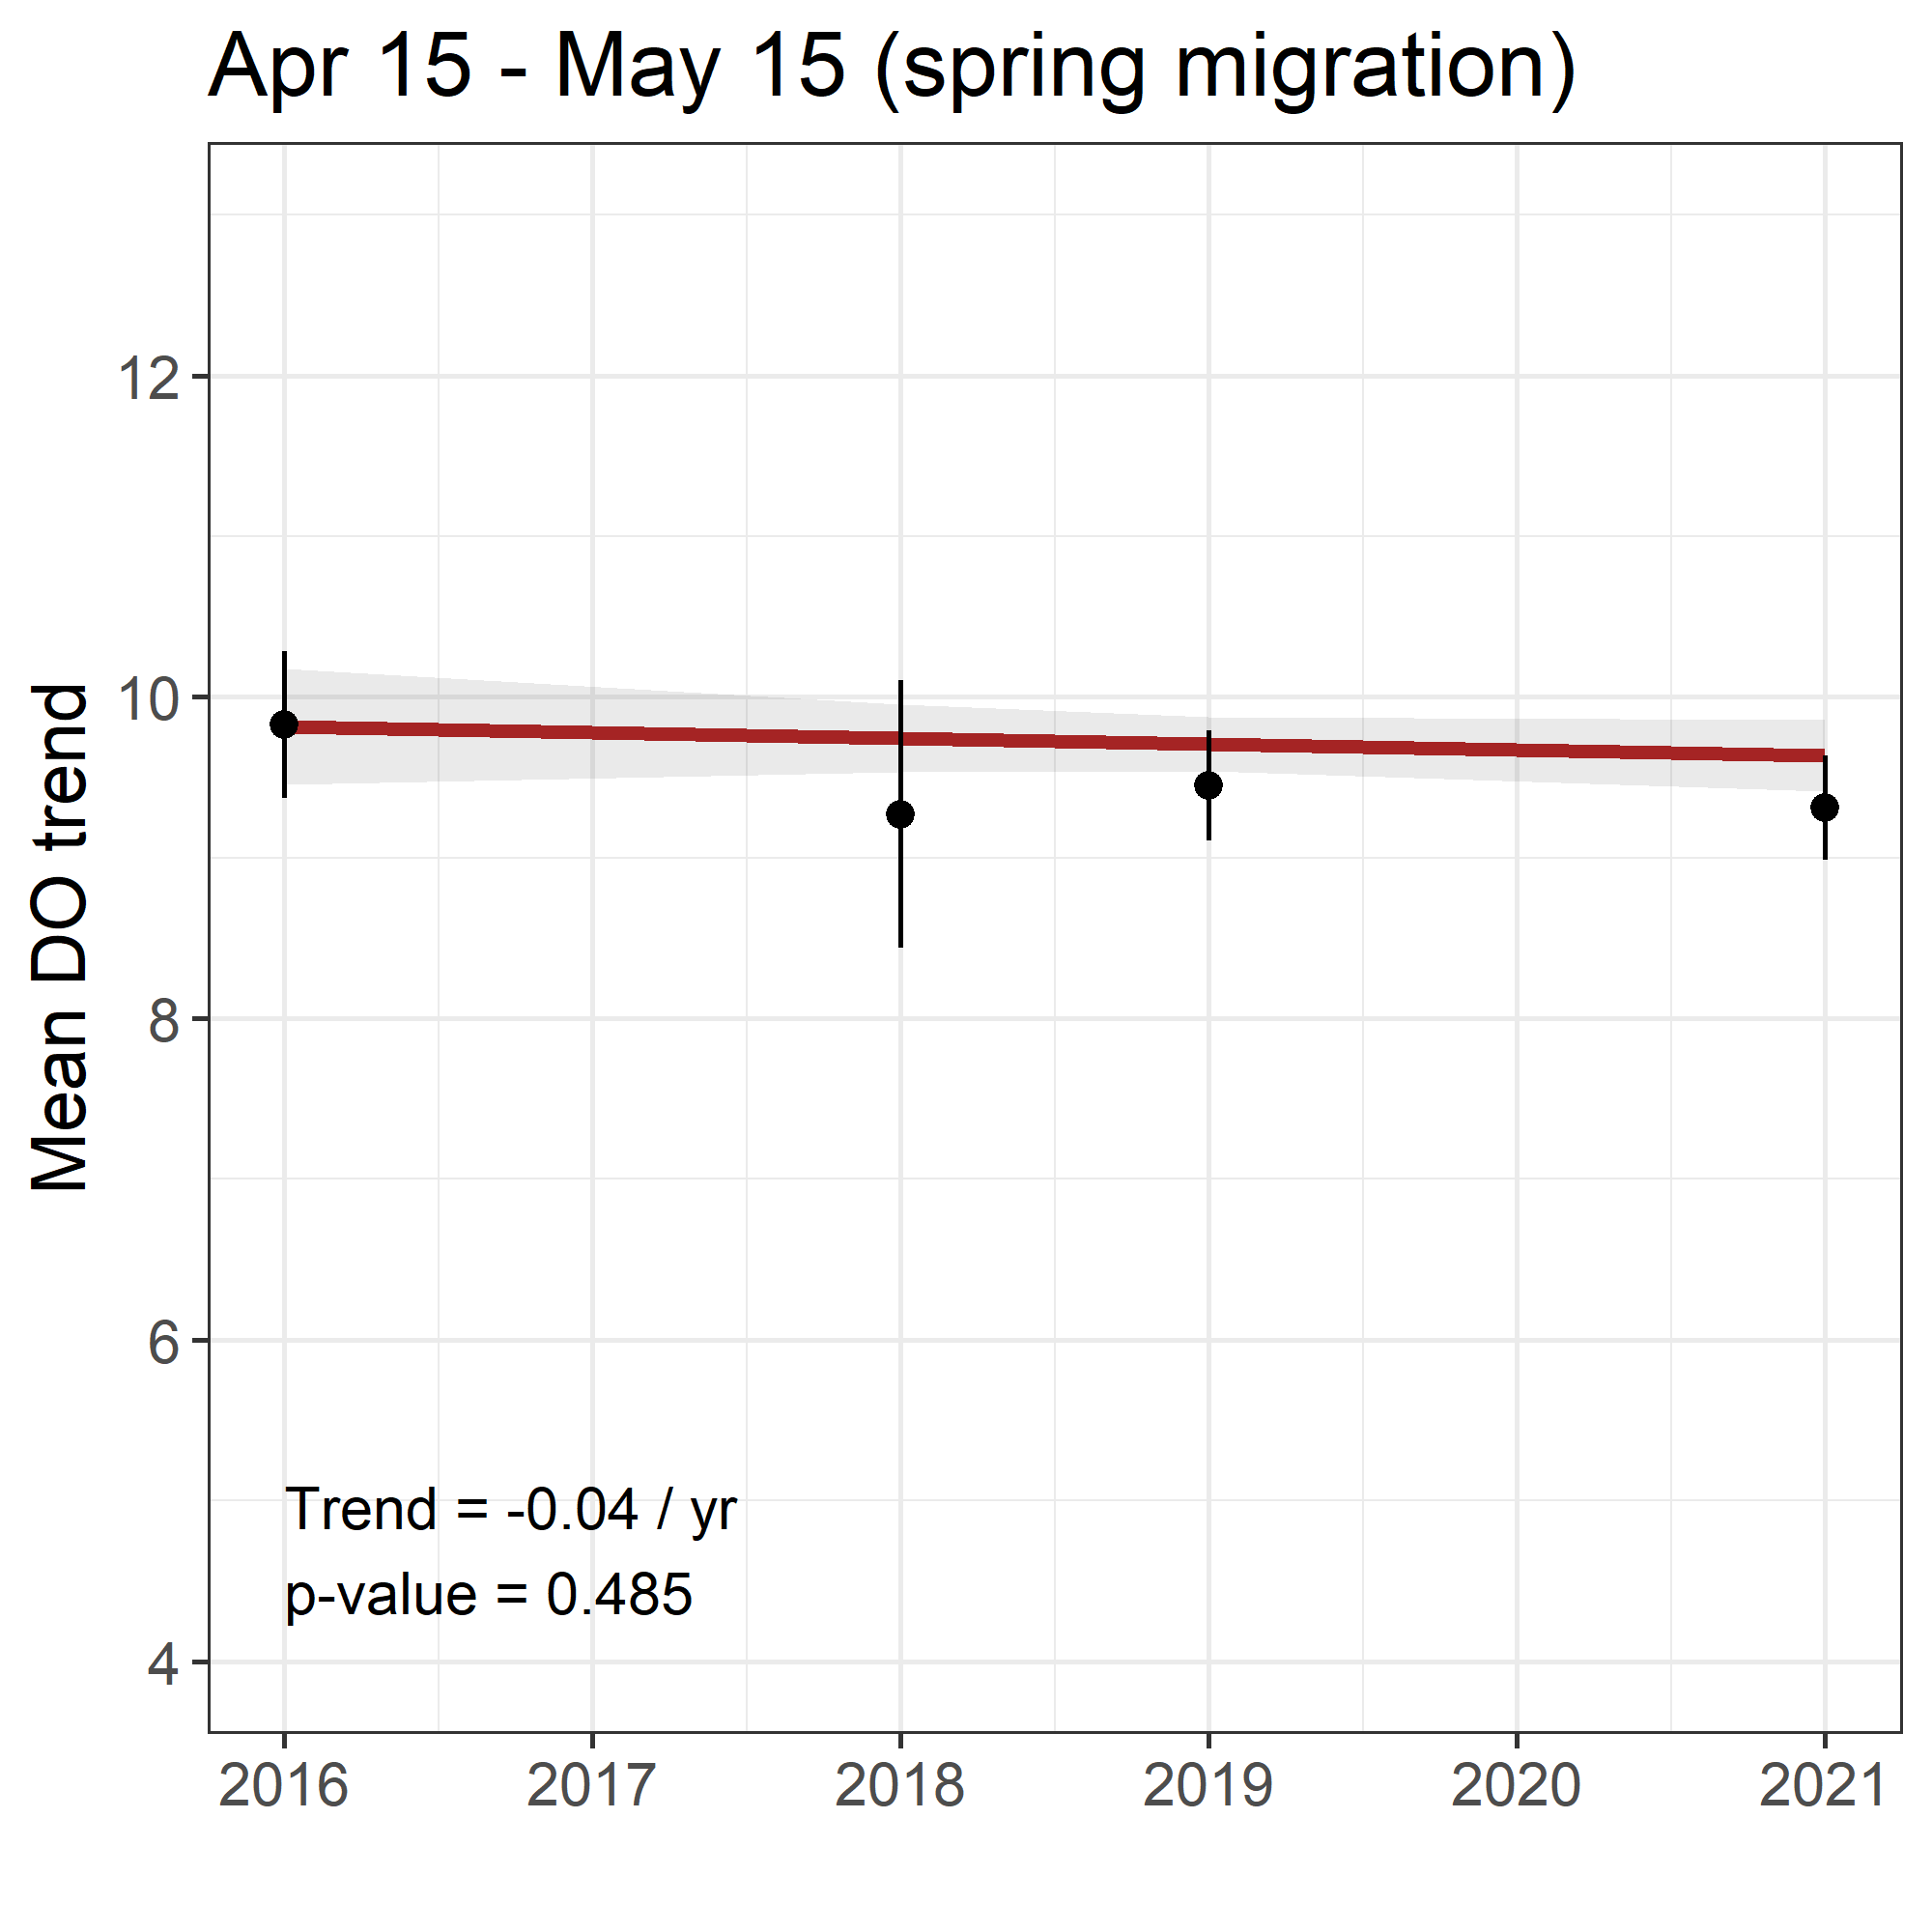 Apr 15 - May 15 (spring migration)
Mean DO trend
12
10
8
6
4
Trend = -0.04 / yr
p-value = 0.485
2016 2017 2018 2019 2020 2021